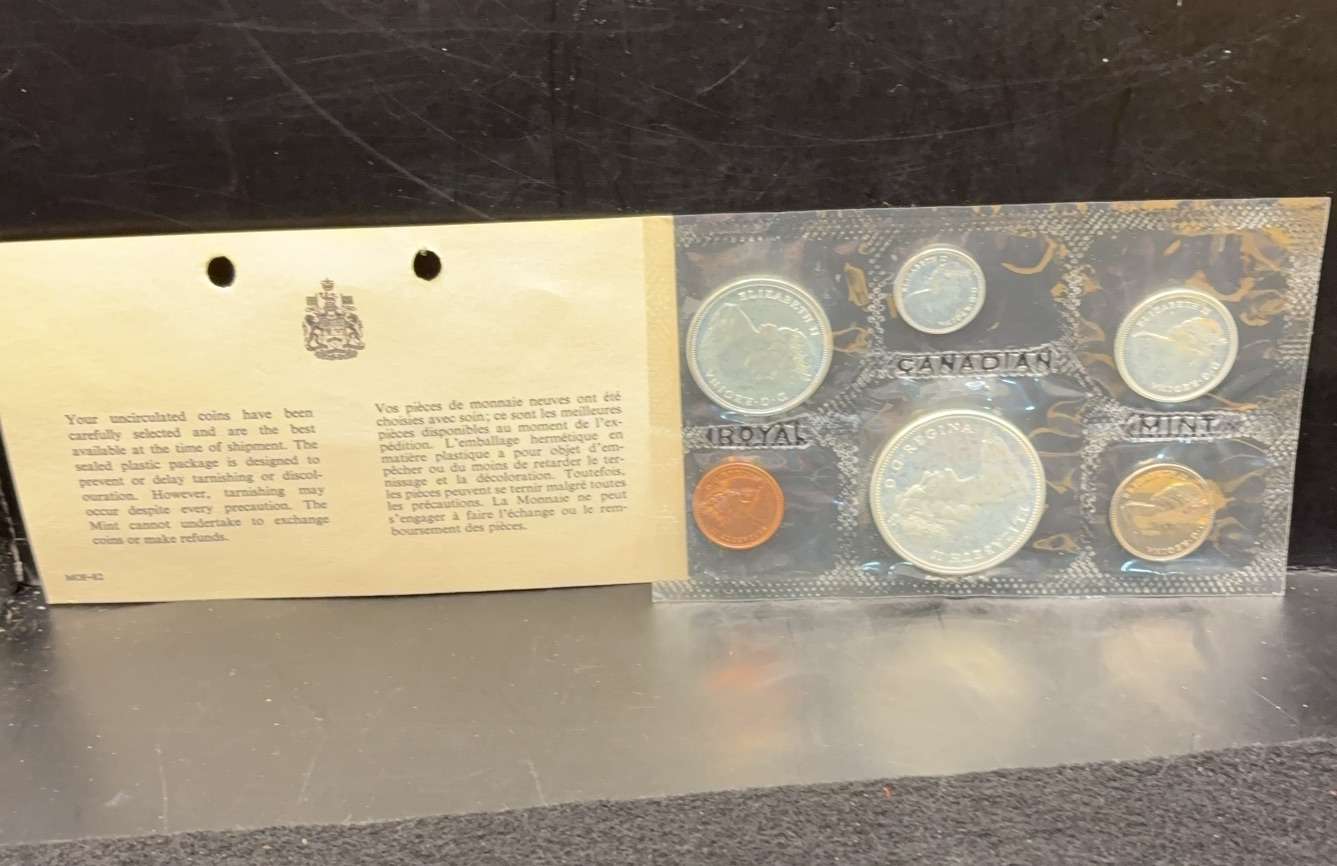 Your uncirculated coins have been
carefully selected and are the best
available at the time of shipment. The
sealed plastic package is designed to
prevent or delay tarnishing or discol-
ouration. However, tarnishing may
occur despite every precaution. The
Mint cannot undertake to exchange
coins or make refunds.
MOF-82
Vos pièces de monnaie neuves ont été
choisies avec soin; ce sont les meilleures
pièces disponibles au moment de l'ex-
pédition. L'emballage hermétique en
matière plastique a pour objet d'em-
pêcher ou du moins de retarder le ter-
nissage et la décoloration. Toutefois,
les pièces peuvent se ternir malgré toutes
les précautions. La Monnaie ne peut
s'engager à faire l'échange ou le rem-
boursement des pièces.
ELIZABETH II
CANADIAN
ELIZABETH II
ROYAL
D·G·REGINA
ELIZABETH II
MINT